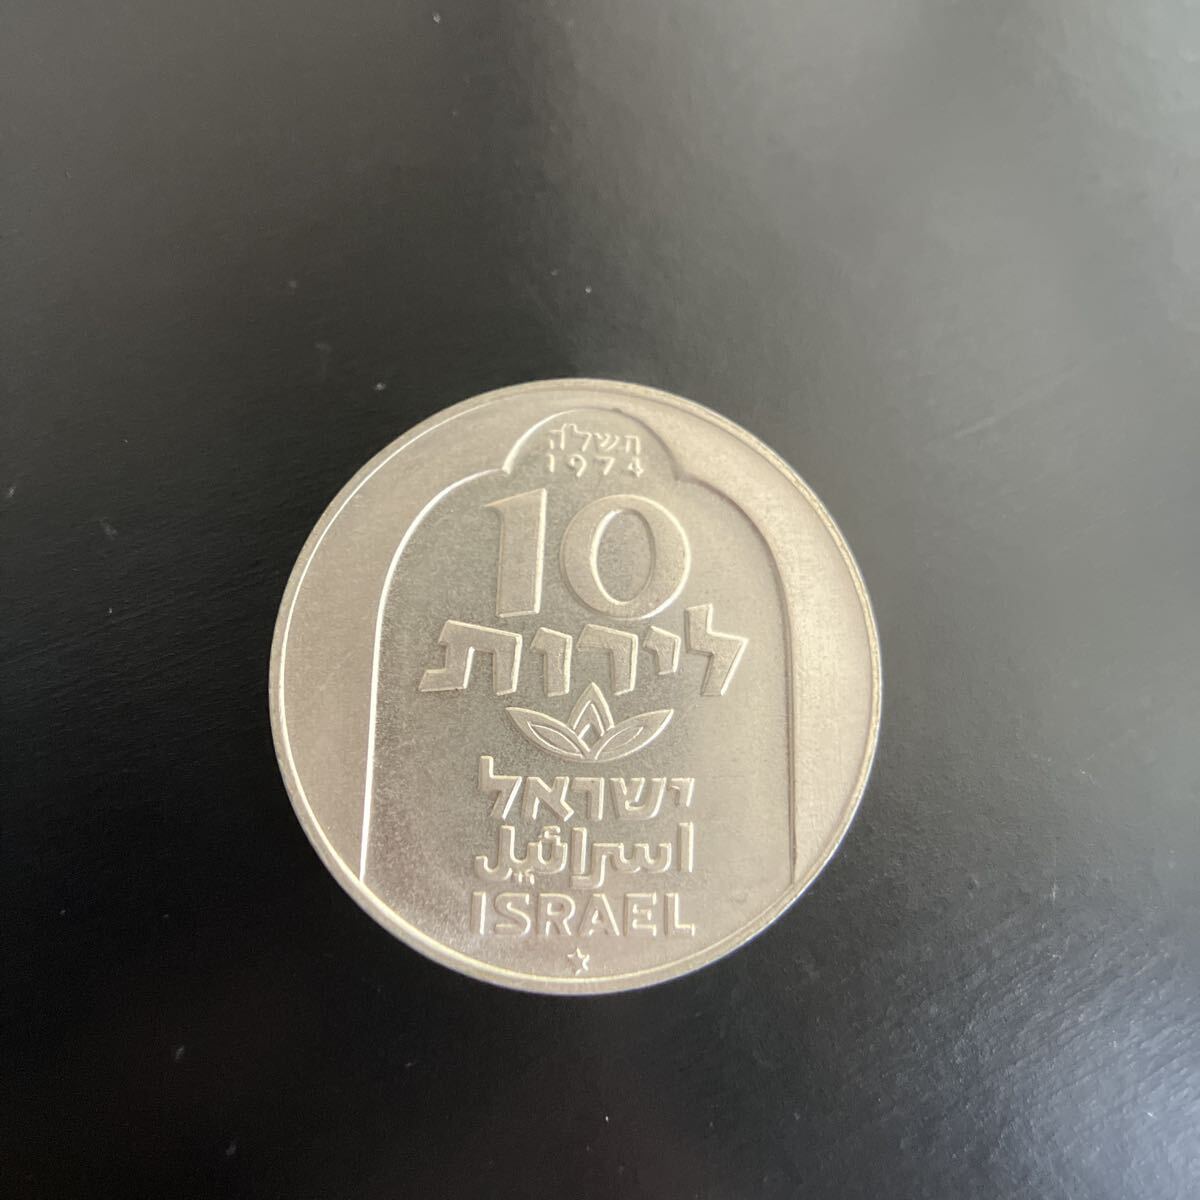 תשל"ה
1974
10
לירות
ישראל
اسرائيل
ISRAEL